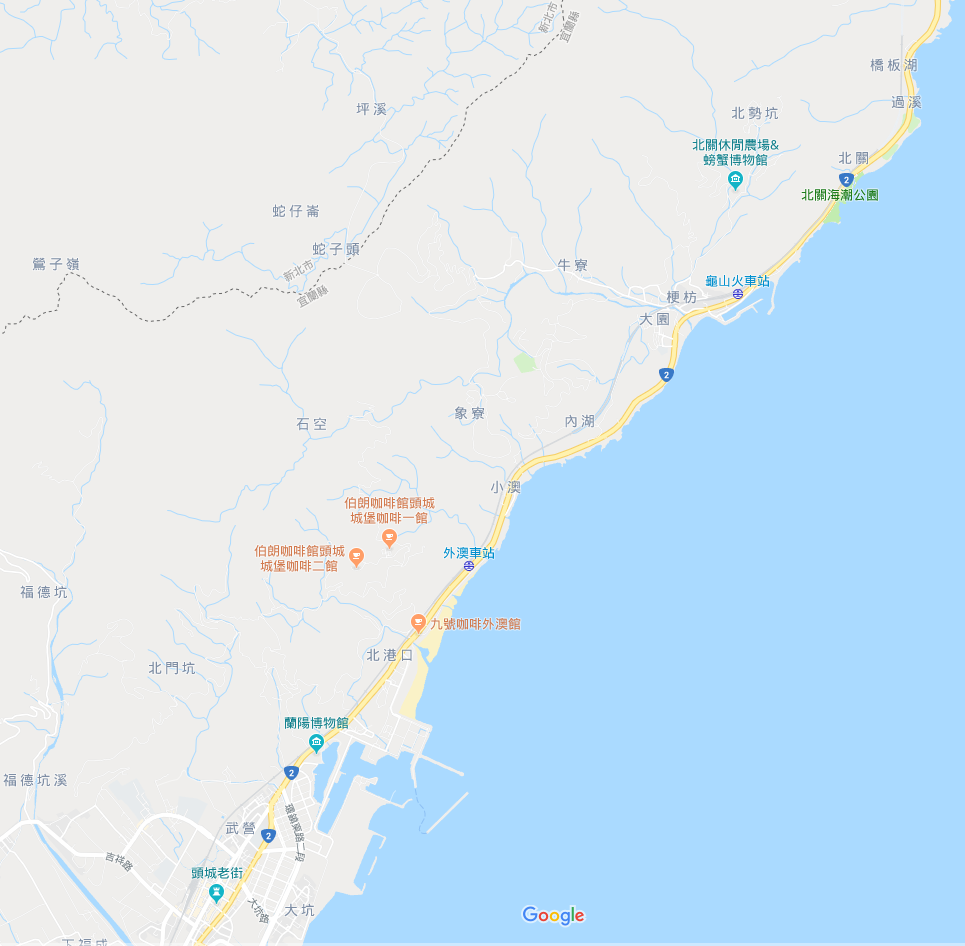 新北市
宜蘭縣
橋板湖
過溪
坪溪
北勢坑
北關休閒農場&
螃蟹博物館
北關
2
北關海潮公園
蛇仔崙
蛇子頭
鶯子嶺
新北市
宜蘭縣
牛寮
龜山火車站
梗枋
大園
2
象寮
內湖
石空
小澳
伯朗咖啡館頭城
城堡咖啡一館
伯朗咖啡館頭城
城堡咖啡二館
外澳車站
福德坑
九號咖啡外澳館
北港口
北門坑
蘭陽博物館
2
福德坑溪
環鎮東路二段
武營
2
吉祥路
頭城老街
大坑路
大坑
下福成
Google